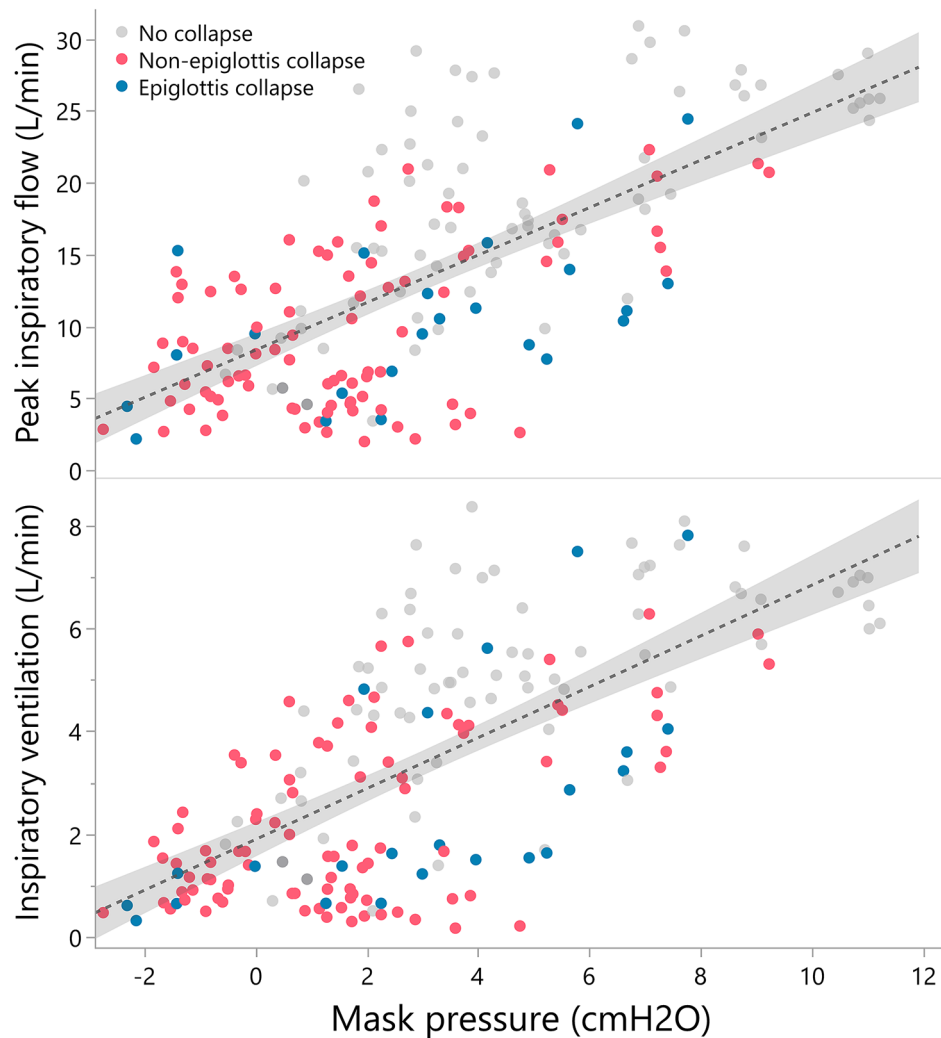 No collapse
Non-epiglottis collapse
Epiglottis collapse
Peak inspiratory flow (L/min)
30
25
20
15
10
5
0
Inspiratory ventilation (L/min)
8
6
4
2
0
-2 0 2 4 6 8 10 12
Mask pressure (cmH2O)